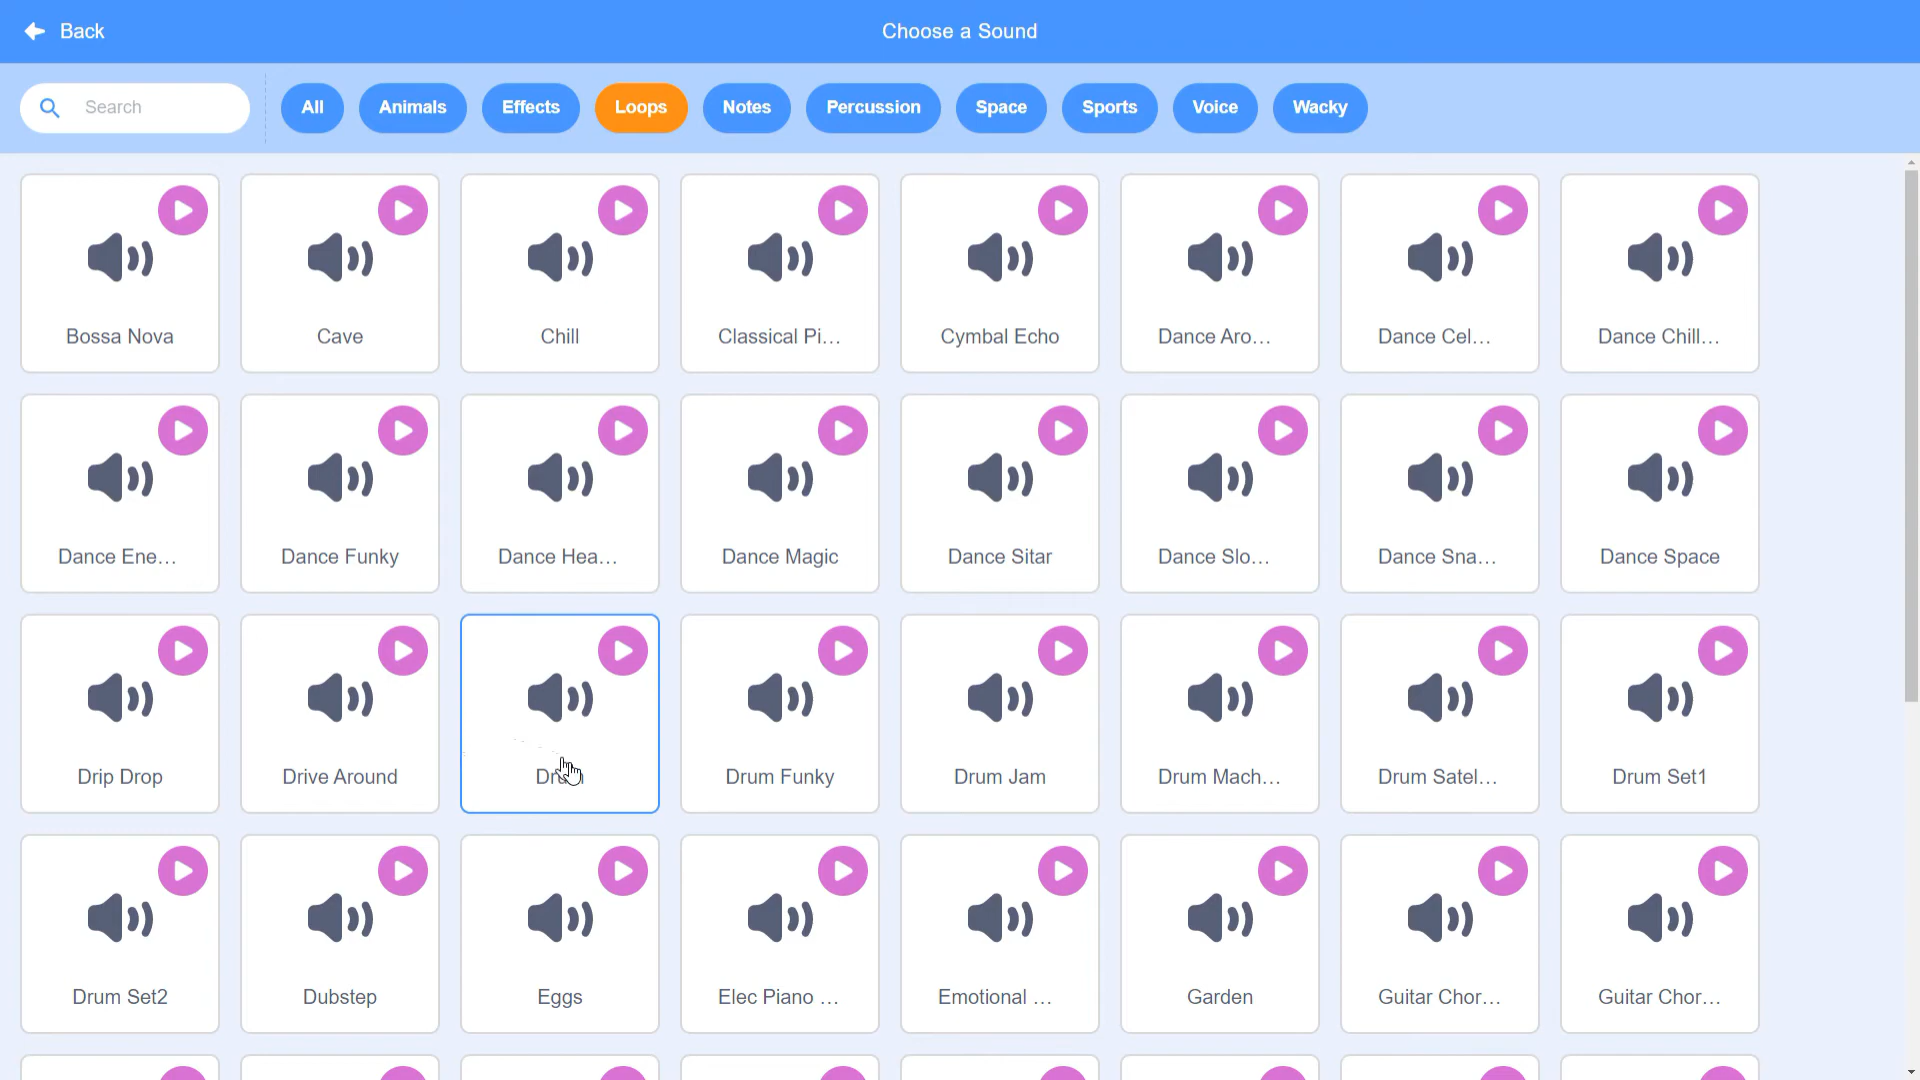 Back
Choose a Sound
Search
All
Animals
Effects
Loops
Notes
Percussion
Space
Sports
Voice
Wacky
Bossa Nova
Cave
Chill
Classical Pi...
Cymbal Echo
Dance Aro...
Dance Cel...
Dance Chill...
Dance Ene...
Dance Funky
Dance Hea...
Dance Magic
Dance Sitar
Dance Slo...
Dance Sna...
Dance Space
Drip Drop
Drive Around
Drum
Drum Funky
Drum Jam
Drum Mach...
Drum Satel...
Drum Set1
Drum Set2
Dubstep
Eggs
Elec Piano ...
Emotional ...
Garden
Guitar Chor...
Guitar Chor...